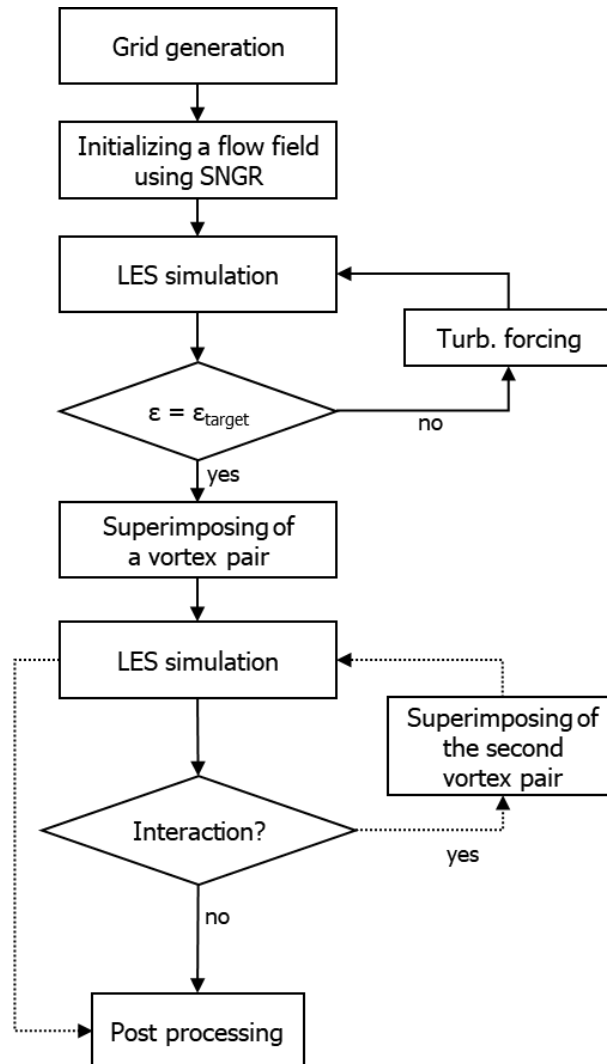 Grid generation
Initializing a flow field
using SNGR
LES simulation
Turb. forcing
ε = εtarget
no
yes
Superimposing of
a vortex pair
LES simulation
Superimposing of
the second
vortex pair
Interaction?
yes
no
Post processing